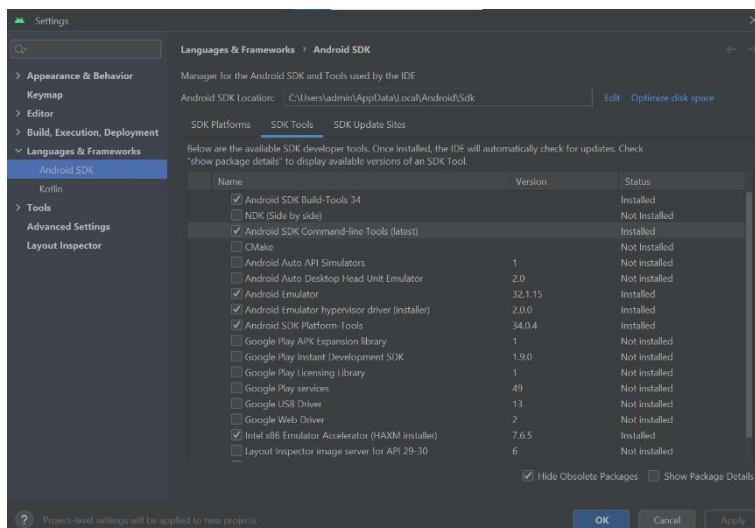 Settings
Languages & Frameworks › Android SDK
Appearance & Behavior
Keymap
Editor
Build, Execution, Deployment
Languages & Frameworks
Android SDK
Kotlin
Tools
Advanced Settings
Layout Inspector
Manager for the Android SDK and Tools used by the IDE
Android SDK Location: C:\Users\admin\AppData\Local\Android\Sdk Edit Optimize disk space
SDK Platforms SDK Tools SDK Update Sites
Below are the available SDK developer tools. Once installed, the IDE will automatically check for updates. Check
"show package details" to display available versions of an SDK Tool.
Name Version Status
Android SDK Build-Tools 34 Installed
NDK (Side by side) Not Installed
Android SDK Command-line Tools (latest) Installed
CMake Not Installed
Android Auto API Simulators 1 Not installed
Android Auto Desktop Head Unit Emulator 2.0 Not installed
Android Emulator 32.1.15 Installed
Android Emulator hypervisor driver (installer) 2.0.0 Installed
Android SDK Platform-Tools 34.0.4 Installed
Google Play APK Expansion library 1 Not installed
Google Play Instant Development SDK 1.9.0 Not installed
Google Play Licensing Library 1 Not installed
Google Play services 49 Not installed
Google USB Driver 13 Not installed
Google Web Driver 2 Not installed
Intel x86 Emulator Accelerator (HAXM installer) 7.6.5 Installed
Layout Inspector image server for API 29-30 6 Not installed
Hide Obsolete Packages Show Package Details
? Project-level settings will be applied to new projects
OK Cancel Apply